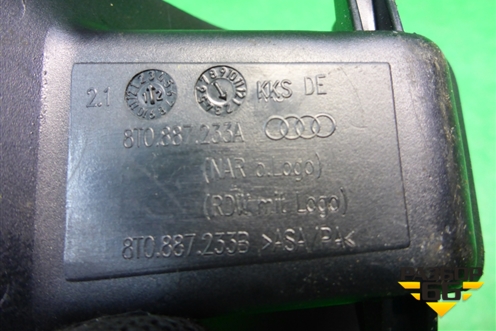 2.1 KKS DE
8T0.887.233A
(NAR o.Logo)
(RDW mit Logo)
8T0.887.233B >ASA/PA<